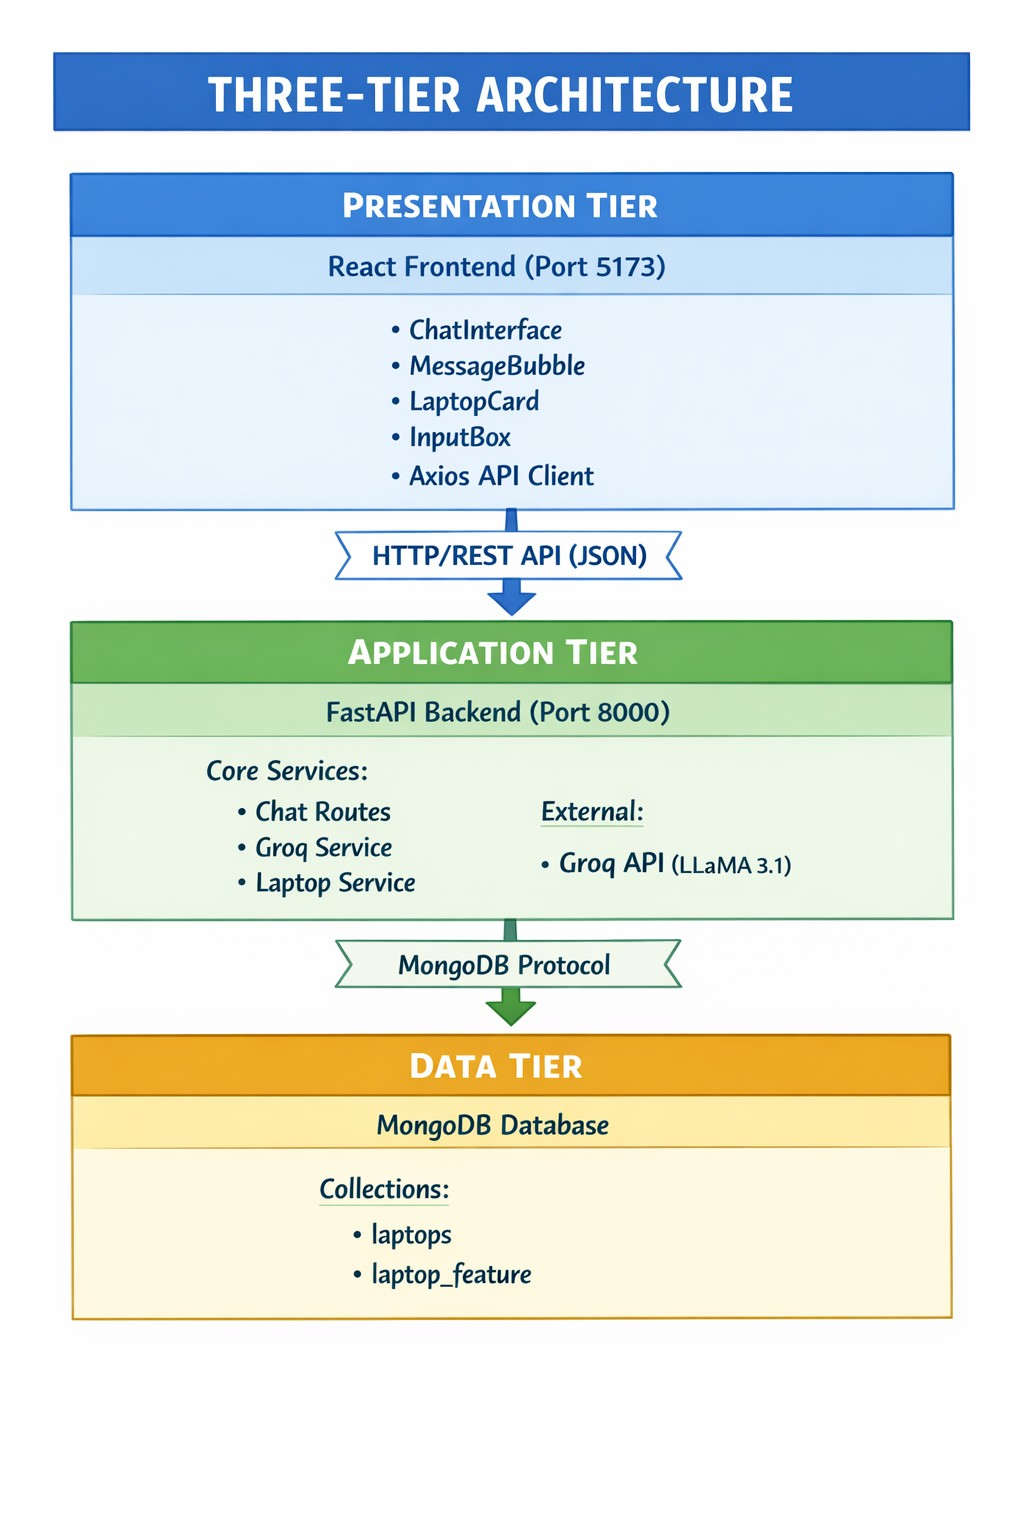 THREE-TIER ARCHITECTURE
PRESENTATION TIER
React Frontend (Port 5173)
• ChatInterface
• MessageBubble
• LaptopCard
• InputBox
• Axios API Client
HTTP/REST API (JSON)
APPLICATION TIER
FastAPI Backend (Port 8000)
Core Services:
• Chat Routes
• Groq Service
• Laptop Service
External:
• Groq API (LLaMA 3.1)
MongoDB Protocol
DATA TIER
MongoDB Database
Collections:
• laptops
• laptop_feature